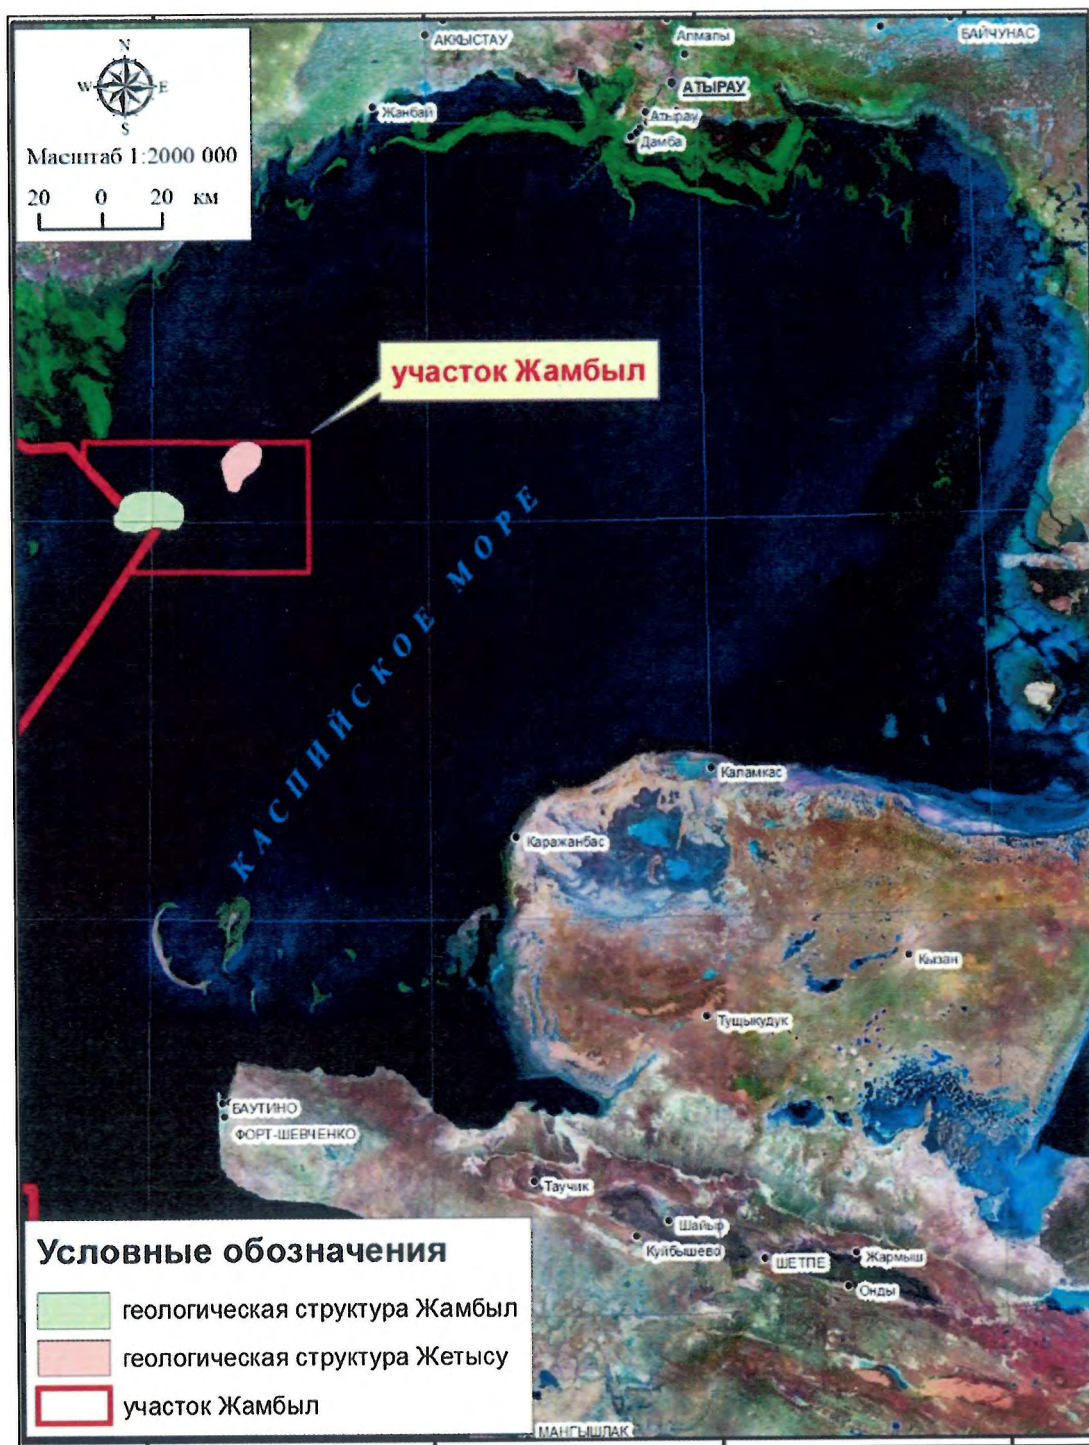 АККЫСТАУ
Алмалы
БАЙЧУНАС
N
W E
S
АТЫРАУ
Жанбай
Атырау
Дамба
Масштаб 1:2000 000
20 0 20 км
участок Жамбыл
КАСПИЙСКОЕ МОРЕ
Каламкас
Каражанбас
Кызан
Тущыкудук
БАУТИНО
ФОРТ-ШЕВЧЕНКО
Таучик
Шайыр
Куйбышево
ШЕТПЕ
Жармыш
Онды
Условные обозначения
геологическая структура Жамбыл
геологическая структура Жетысу
участок Жамбыл
МАНГЫШЛАК